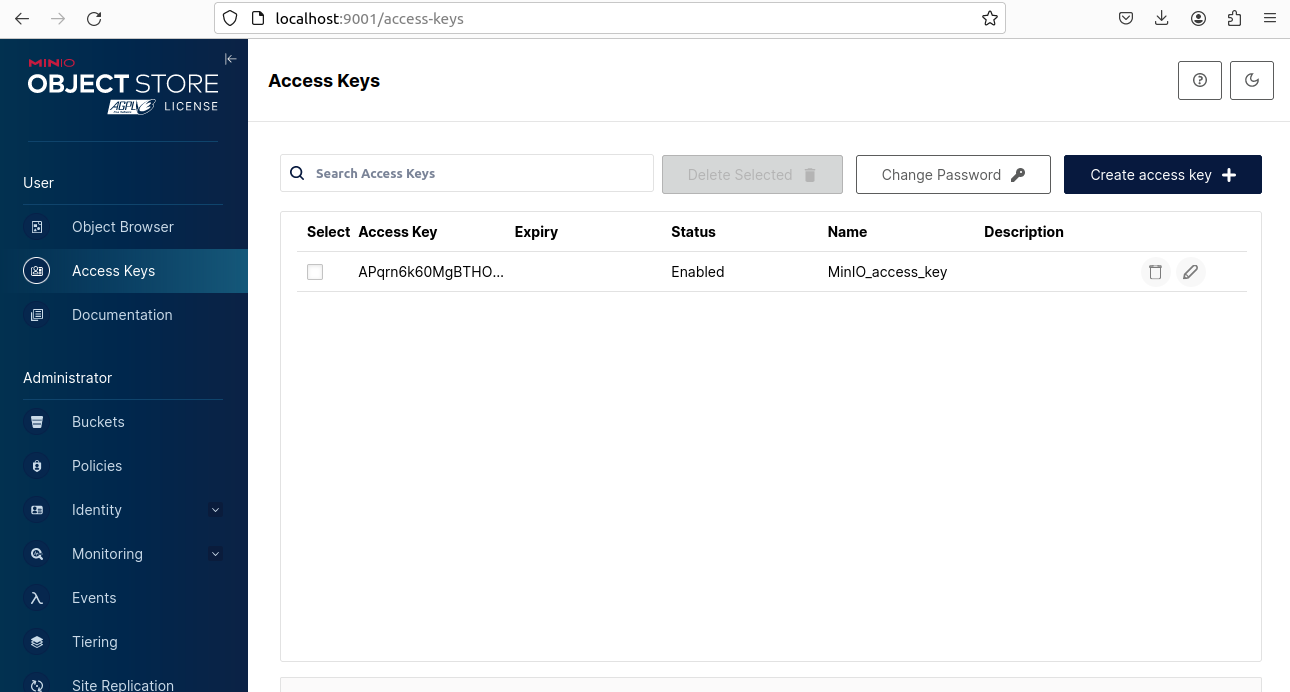 localhost:9001/access-keys
MINIO
OBJECT STORE
AGPLv3 LICENSE
Access Keys
User
Object Browser
Access Keys
Documentation
Administrator
Buckets
Policies
Identity
Monitoring
Events
Tiering
Site Replication
Search Access Keys
Delete Selected
Change Password
Create access key
Select Access Key Expiry Status Name Description
APqrn6k60MgBTHO... Enabled MinIO_access_key